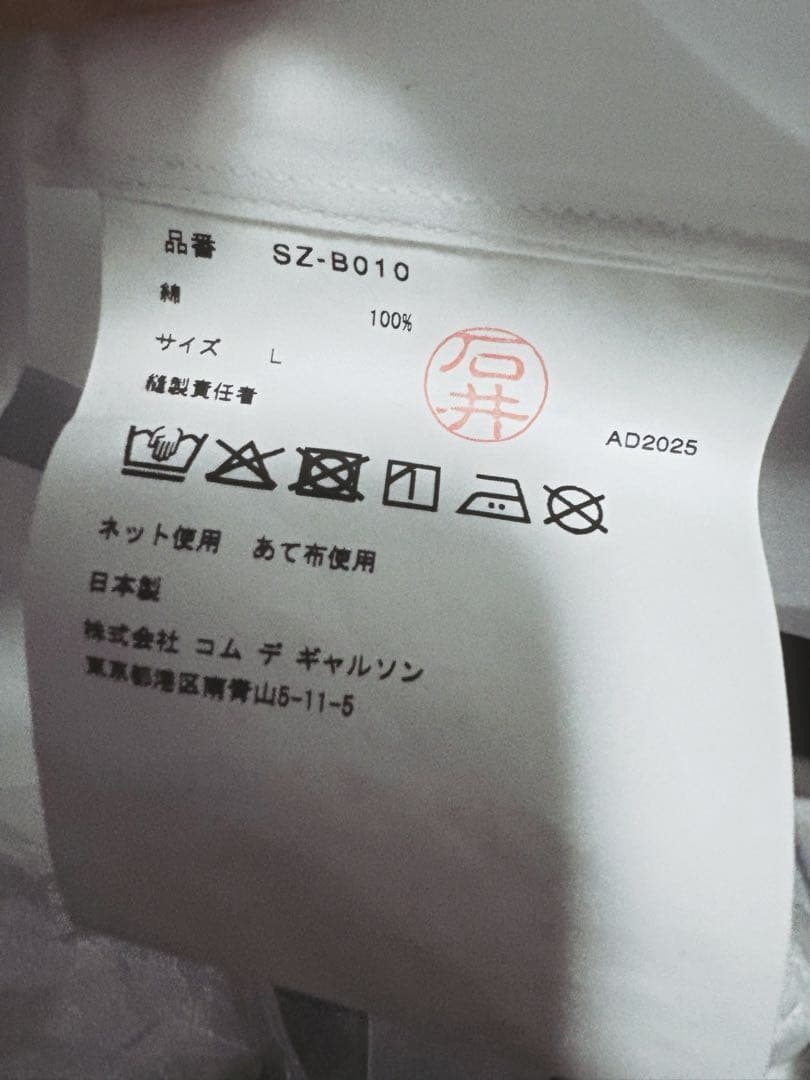 品番 SZ-B010
綿 100%
サイズ L
縫製責任者 石井
AD2025
ネット使用 あて布使用
日本製
株式会社 コム デ ギャルソン
東京都港区南青山5-11-5